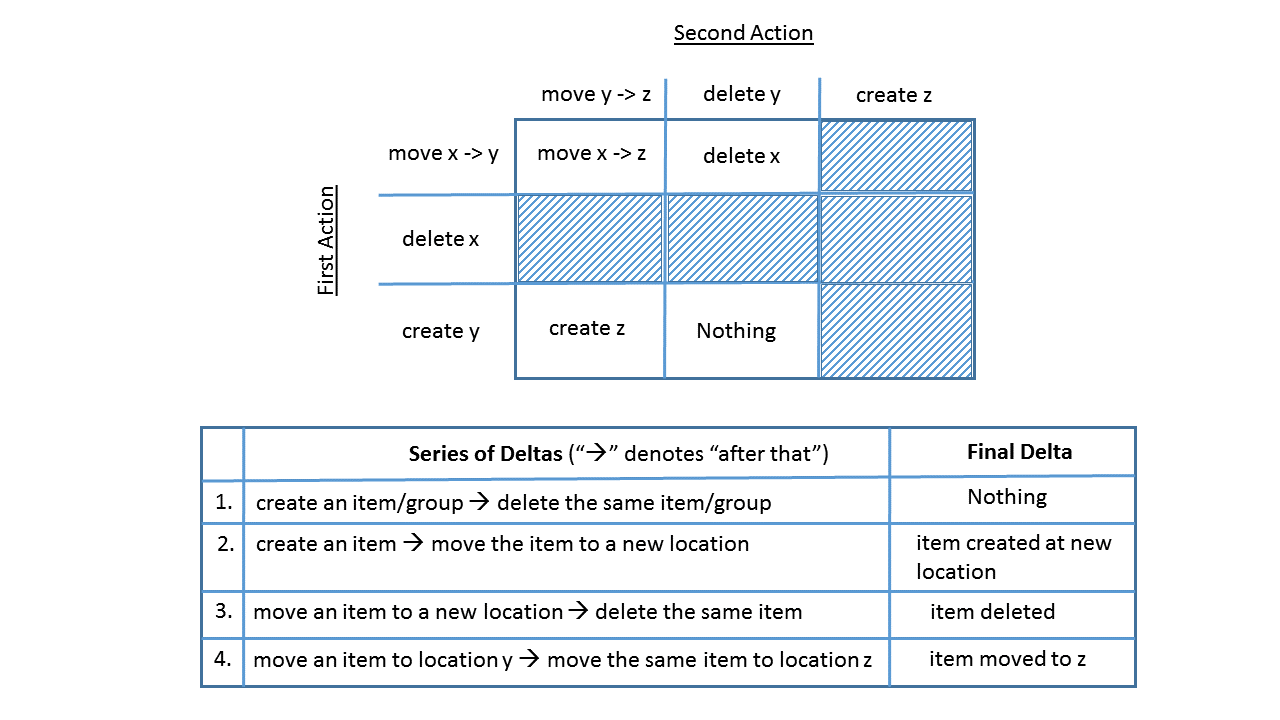 Second Action
move y -> z
delete y
create z
First Action
move x -> y
move x -> z
delete x
delete x
create y
create z
Nothing
Series of Deltas (“→” denotes “after that”)
Final Delta
1.
create an item/group → delete the same item/group
Nothing
2.
create an item → move the item to a new location
item created at new
location
3.
move an item to a new location → delete the same item
item deleted
4.
move an item to location y → move the same item to location z
item moved to z